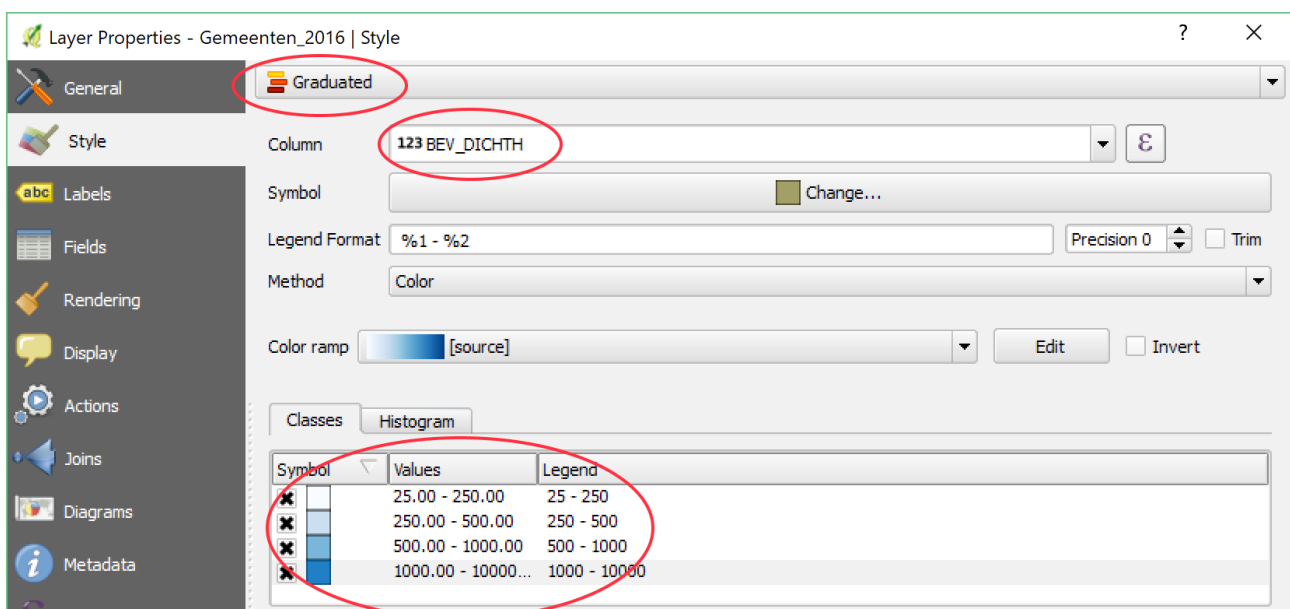 Layer Properties - Gemeenten_2016 | Style
?
General
Graduated
Style
Column
123 BEV_DICHTH
ε
abc Labels
Symbol
Change...
Fields
Legend Format
%1 - %2
Precision 0
Trim
Method
Color
Rendering
Display
Color ramp
[source]
Edit
Invert
Actions
Classes
Histogram
Joins
Symbol
Values
Legend
25.00 - 250.00
25 - 250
Diagrams
250.00 - 500.00
250 - 500
500.00 - 1000.00
500 - 1000
i Metadata
1000.00 - 10000...
1000 - 10000